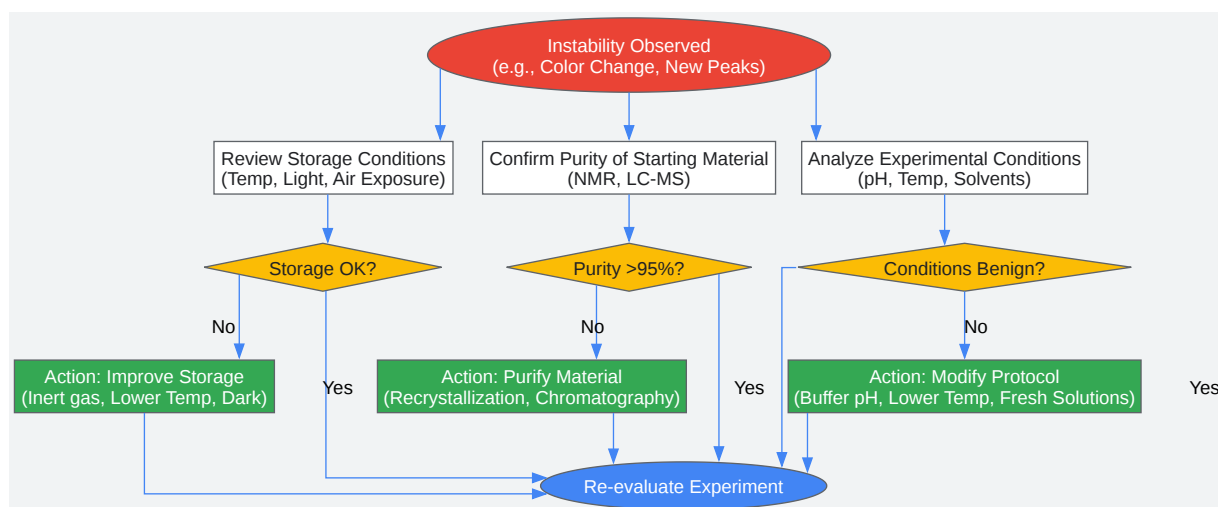 Instability Observed
(e.g., Color Change, New Peaks)
Review Storage Conditions
(Temp, Light, Air Exposure)
Confirm Purity of Starting Material
(NMR, LC-MS)
Analyze Experimental Conditions
(pH, Temp, Solvents)
Storage OK?
Purity >95%?
Conditions Benign?
No
No
No
Action: Improve Storage
(Inert gas, Lower Temp, Dark)
Yes
Action: Purify Material
(Recrystallization, Chromatography)
Yes
Action: Modify Protocol
(Buffer pH, Lower Temp, Fresh Solutions)
Yes
Re-evaluate Experiment